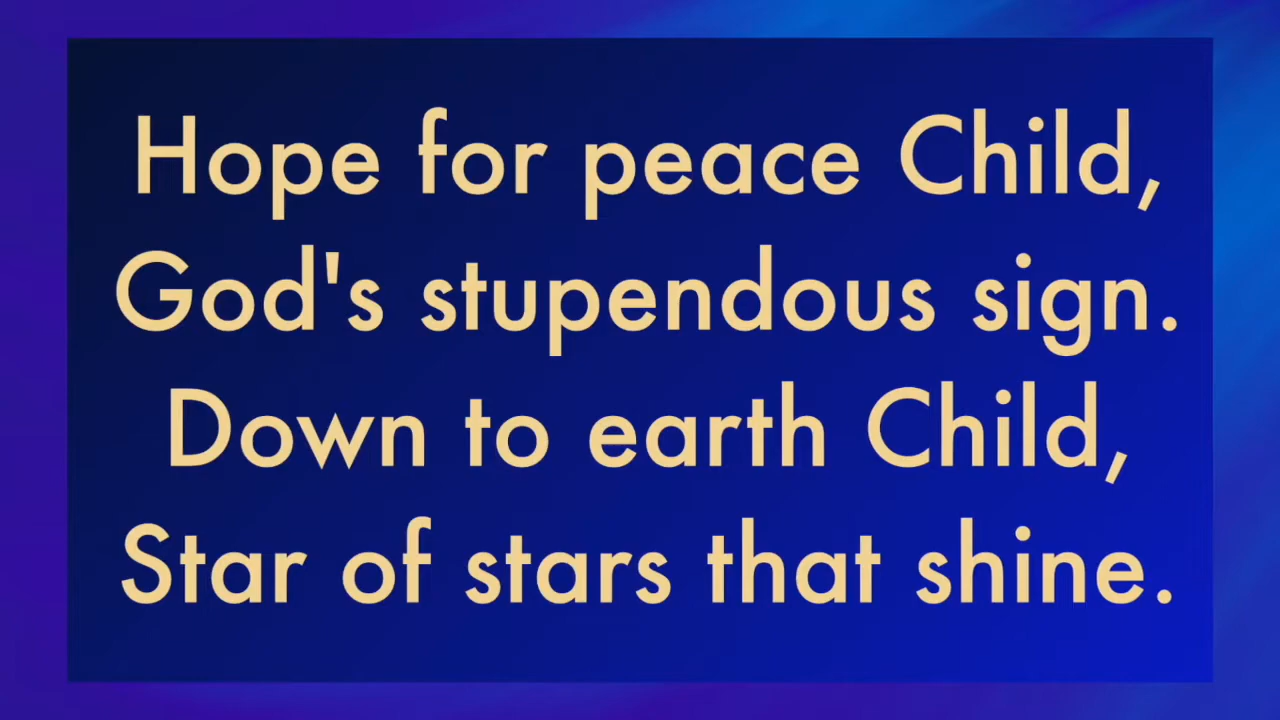 Hope for peace Child,
God's stupendous sign.
Down to earth Child,
Star of stars that shine.